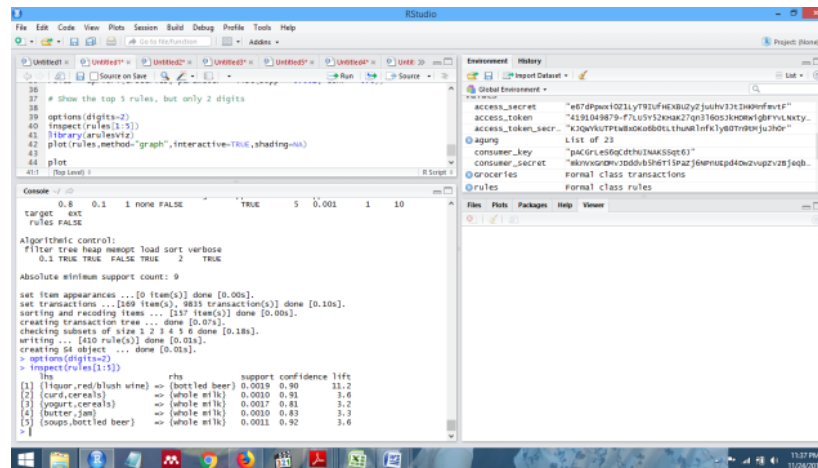 RStudio
File Edit Code View Plots Session Build Debug Profile Tools Help
Go to file/function Addins
Project: (None)
Untitled1 Untitled1* Untitled2* Untitled3* Untitled5* Untitled4*
Source on Save Run Source
36
37 # Show the top 5 rules, but only 2 digits
38
39 options(digits=2)
40 inspect(rules[1:5])
41 library(arulesViz)
42 plot(rules,method="graph",interactive=TRUE,shading=NA)
43
44 plot
41:1 (Top Level) R Script
Console ~/
0.8 0.1 1 none FALSE TRUE 5 0.001 1 10
target ext
rules FALSE
Algorithmic control:
filter tree heap memopt load sort verbose
0.1 TRUE TRUE FALSE TRUE 2 TRUE
Absolute minimum support count: 9
set item appearances ...[0 item(s)] done [0.00s].
set transactions ...[169 item(s), 9835 transaction(s)] done [0.10s].
sorting and recoding items ... [157 item(s)] done [0.00s].
creating transaction tree ... done [0.07s].
checking subsets of size 1 2 3 4 5 6 done [0.18s].
writing ... [410 rule(s)] done [0.01s].
creating S4 object ... done [0.01s].
> options(digits=2)
> inspect(rules[1:5])
lhs rhs support confidence lift
[1] {liquor,red/blush wine} => {bottled beer} 0.0019 0.90 11.2
[2] {curd,cereals} => {whole milk} 0.0010 0.91 3.6
[3] {yogurt,cereals} => {whole milk} 0.0017 0.81 3.2
[4] {butter,jam} => {whole milk} 0.0010 0.83 3.3
[5] {soups,bottled beer} => {whole milk} 0.0011 0.92 3.6
>
Environment History
Import Dataset List
Global Environment
access_secret
access_token
access_token_secr…
agung List of 23
consumer_key
consumer_secret
Groceries Formal class transactions
rules Formal class rules
Files Plots Packages Help Viewer
11:37 PM